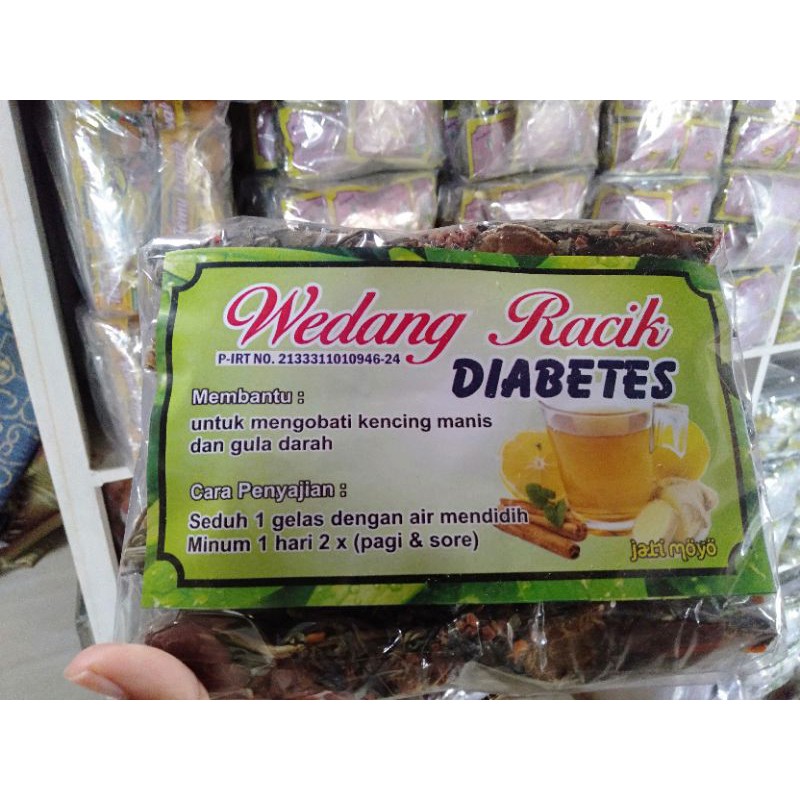 Wedang Racik
P-IRT NO. 2133311010946-24
DIABETES
Membantu :
untuk mengobati kencing manis
dan gula darah
Cara Penyajian :
Seduh 1 gelas dengan air mendidih
Minum 1 hari 2 x (pagi & sore)
jati möyö